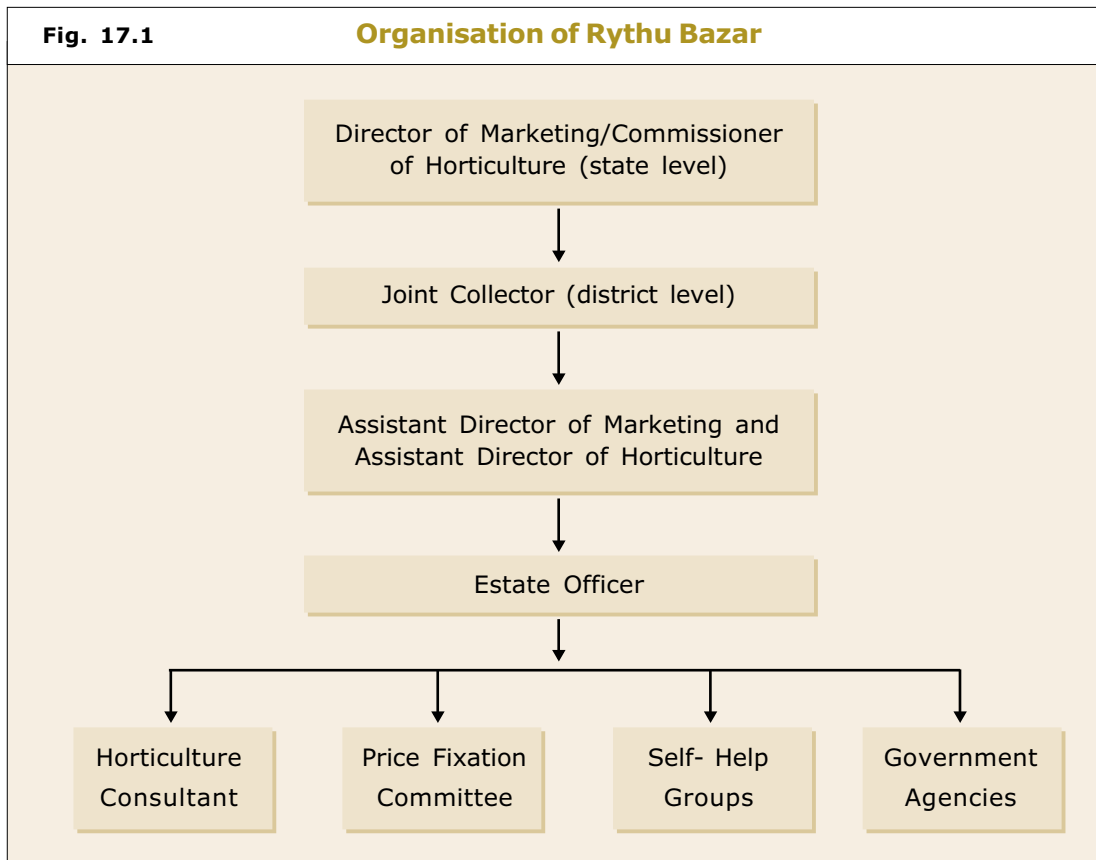 Fig. 17.1
Organisation of Rythu Bazar
Director of Marketing/Commissioner
of Horticulture (state level)
Joint Collector (district level)
Assistant Director of Marketing and
Assistant Director of Horticulture
Estate Officer
Horticulture
Consultant
Price Fixation
Committee
Self- Help
Groups
Government
Agencies